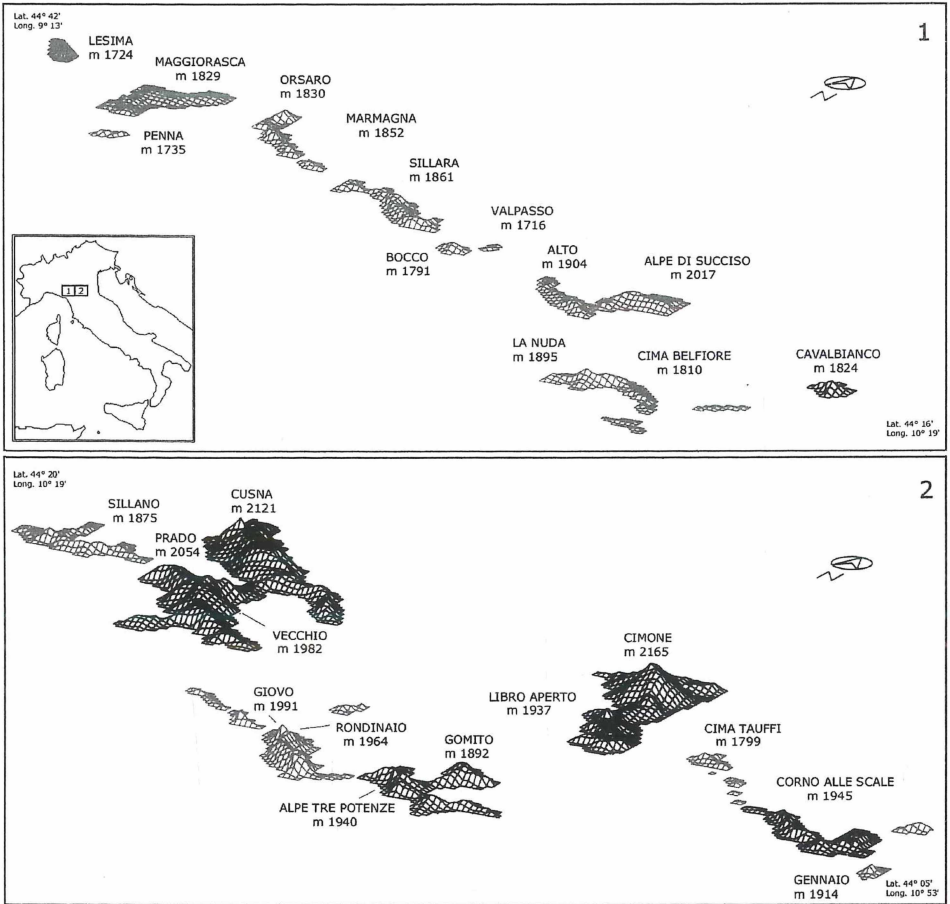 Lat. 44° 42'
Long. 9° 13'
1
LESIMA
m 1724
MAGGIORASCA
m 1829
ORSARO
m 1830
PENNA
m 1735
MARMAGNA
m 1852
SILLARA
m 1861
VALPASSO
m 1716
BOCCO
m 1791
ALTO
m 1904
ALPE DI SUCCISO
m 2017
1 2
LA NUDA
m 1895
CIMA BELFIORE
m 1810
CAVALBIANCO
m 1824
Lat. 44° 16'
Long. 10° 19'
Lat. 44° 20'
Long. 10° 19'
2
SILLANO
m 1875
CUSNA
m 2121
PRADO
m 2054
VECCHIO
m 1982
CIMONE
m 2165
GIOVO
m 1991
LIBRO APERTO
m 1937
RONDINAIO
m 1964
GOMITO
m 1892
CIMA TAUFFI
m 1799
ALPE TRE POTENZE
m 1940
CORNO ALLE SCALE
m 1945
GENNAIO
m 1914
Lat. 44° 05'
Long. 10° 53'